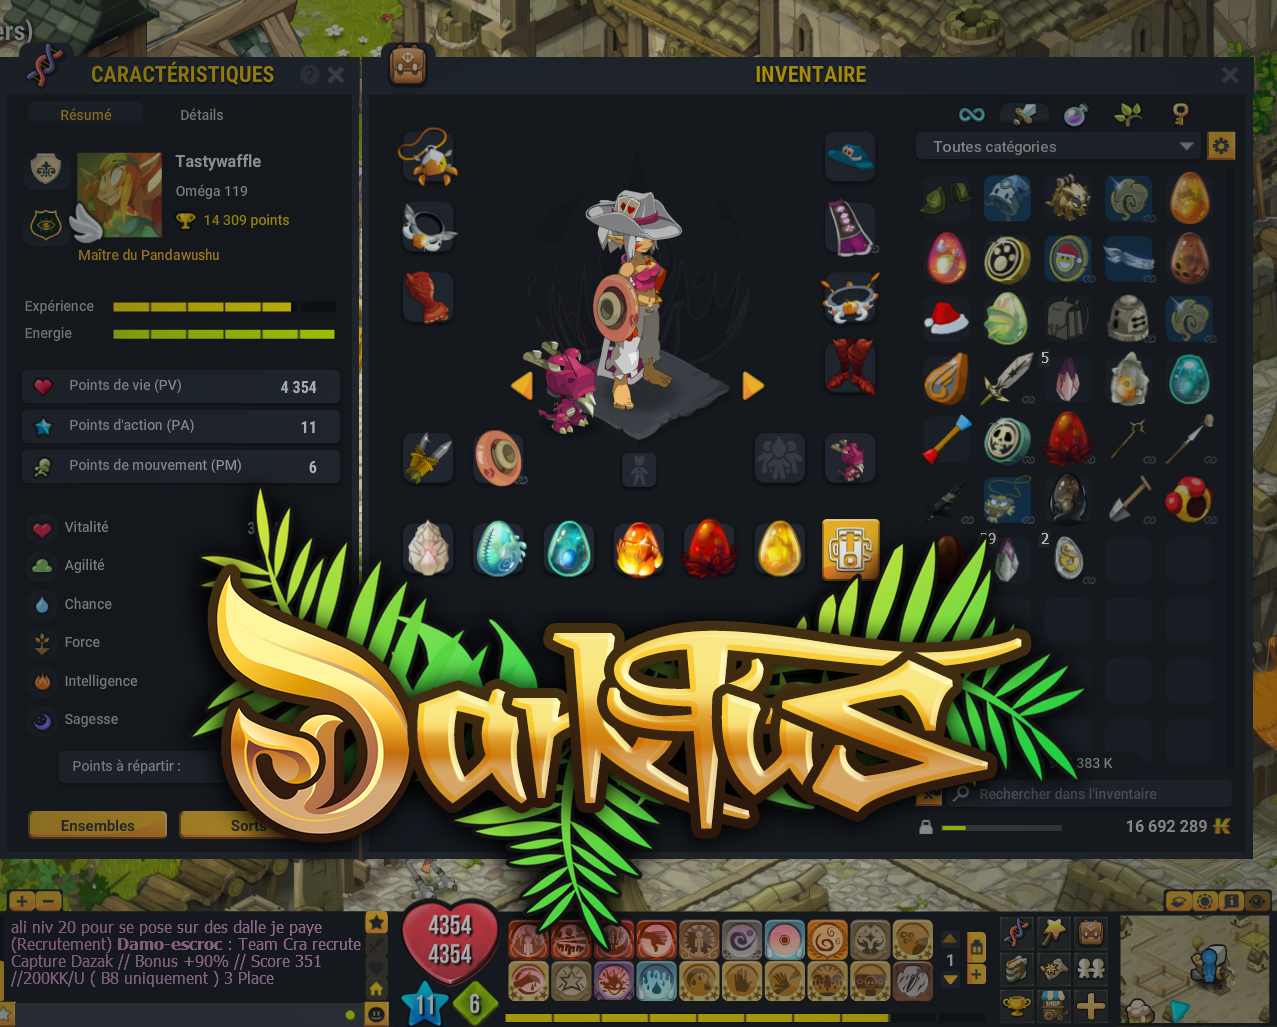 ers)
CARACTÉRISTIQUES
?
Résumé
Détails
Tastywaffle
Oméga 119
14 309 points
Maître du Pandawushu
Expérience
Energie
Points de vie (PV)
4 354
Points d'action (PA)
11
Points de mouvement (PM)
6
Vitalité
3
Agilité
Chance
Force
Intelligence
Sagesse
Points à répartir :
Ensembles
Sorts
INVENTAIRE
Toutes catégories
5
2
383 K
Rechercher dans l'inventaire
16 692 289
Darkfus
ali niv 20 pour se pose sur des dalle je paye
(Recrutement) Damo-escroc : Team Cra recrute
Capture Dazak // Bonus +90% // Score 351
//200KK/U ( B8 uniquement ) 3 Place
4354
4354
11
6
1
SHOP